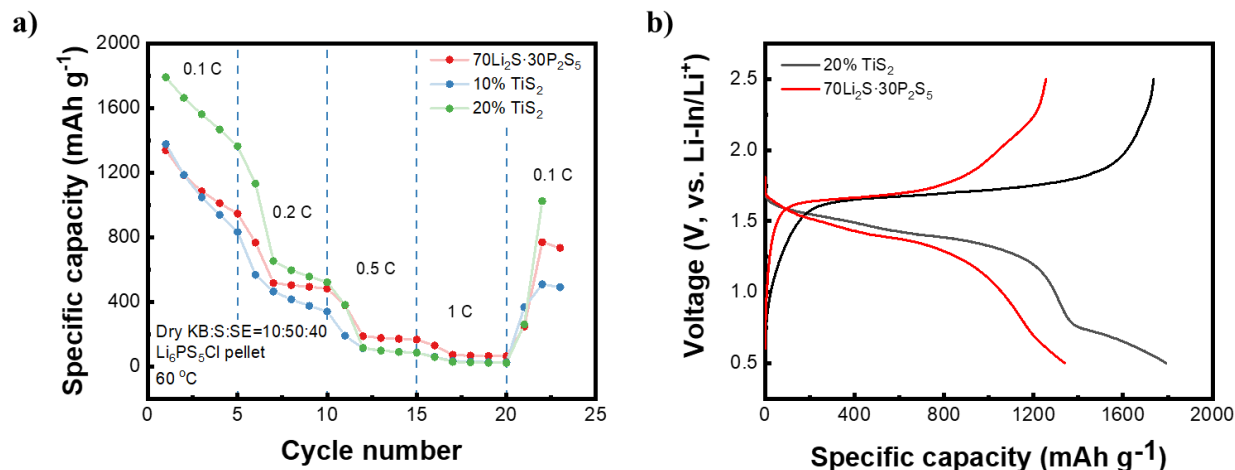 a)
Specific capacity (mAh g⁻¹)
2000
1600
1200
800
400
0
0.1 C
0.2 C
0.5 C
1 C
0.1 C
70Li₂S·30P₂S₅
10% TiS₂
20% TiS₂
Dry KB:S:SE=10:50:40
Li₆PS₅Cl pellet
60 °C
0 5 10 15 20 25
Cycle number
b)
Voltage (V, vs. Li-In/Li⁺)
2.5
2.0
1.5
1.0
0.5
20% TiS₂
70Li₂S·30P₂S₅
0 400 800 1200 1600 2000
Specific capacity (mAh g⁻¹)